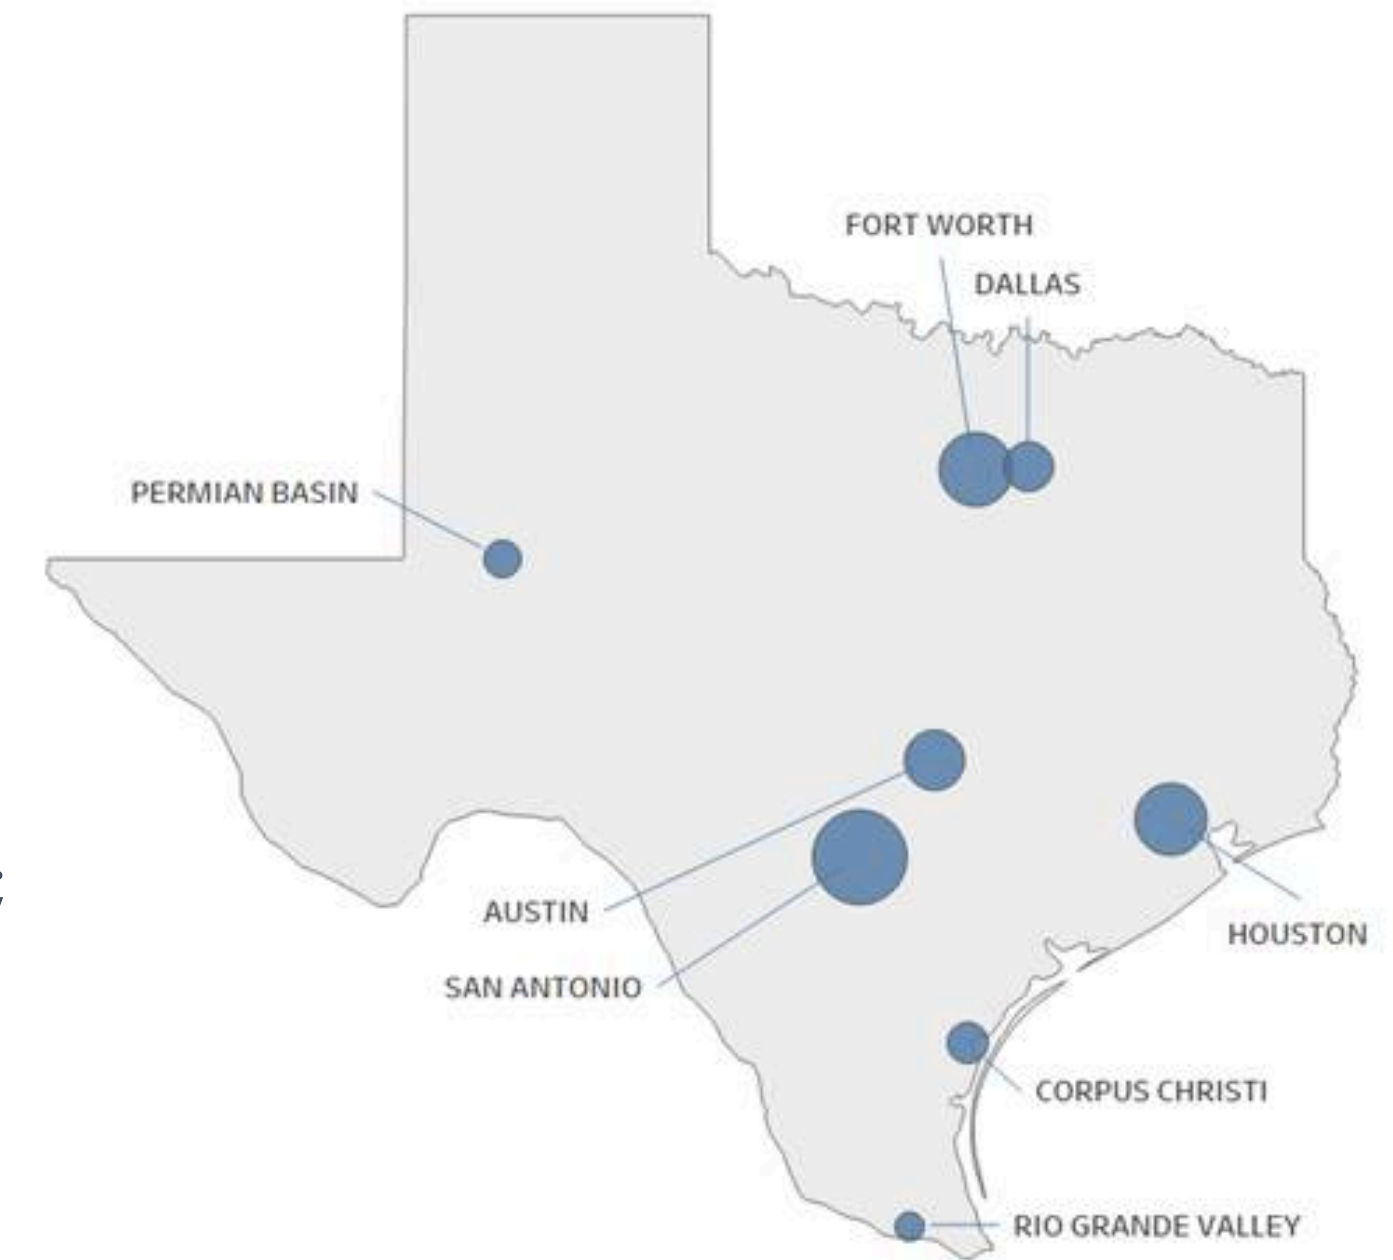 FORT WORTH
DALLAS
PERMIAN BASIN
AUSTIN
HOUSTON
SAN ANTONIO
CORPUS CHRISTI
RIO GRANDE VALLEY